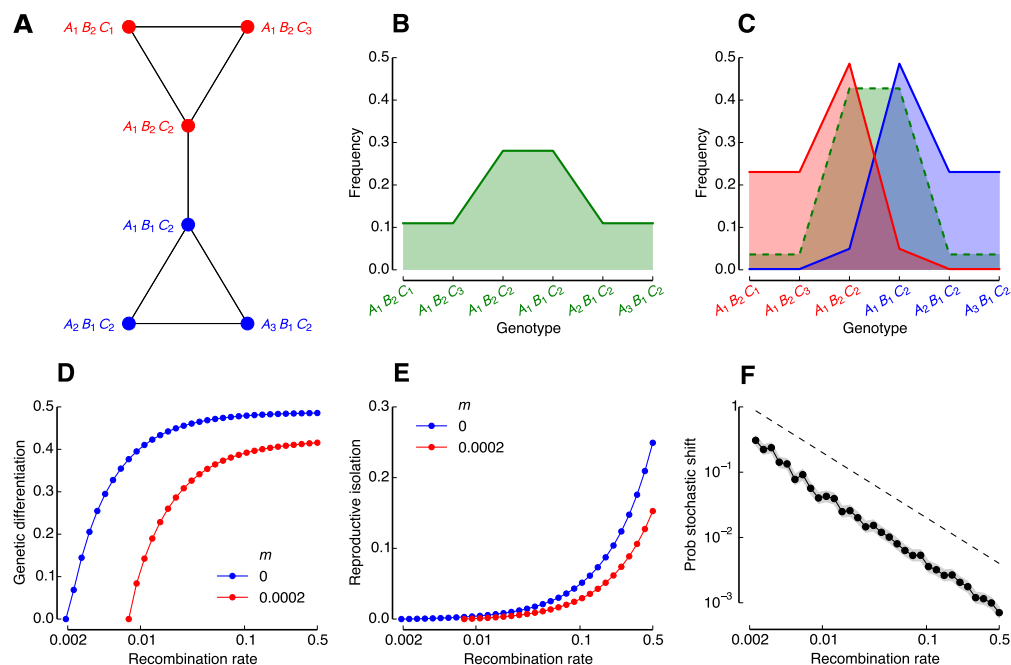 A
A₁ B₂ C₁
A₁ B₂ C₃
A₁ B₂ C₂
A₁ B₁ C₂
A₂ B₁ C₂
A₃ B₁ C₂
B
Frequency
0.5
0.4
0.3
0.2
0.1
0.0
A₁ B₂ C₁
A₁ B₂ C₃
A₁ B₂ C₂
A₁ B₁ C₂
A₂ B₁ C₂
A₃ B₁ C₂
Genotype
C
Frequency
0.5
0.4
0.3
0.2
0.1
0.0
A₁ B₂ C₁
A₁ B₂ C₃
A₁ B₂ C₂
A₁ B₁ C₂
A₂ B₁ C₂
A₃ B₁ C₂
Genotype
D
Genetic differentiation
0.5
0.4
0.3
0.2
0.1
0.0
m
0
0.0002
0.002
0.01
0.1
0.5
Recombination rate
E
Reproductive isolation
0.3
0.2
0.1
0.0
m
0
0.0002
0.002
0.01
0.1
0.5
Recombination rate
F
Prob stochastic shift
1
10⁻¹
10⁻²
10⁻³
0.002
0.01
0.1
0.5
Recombination rate